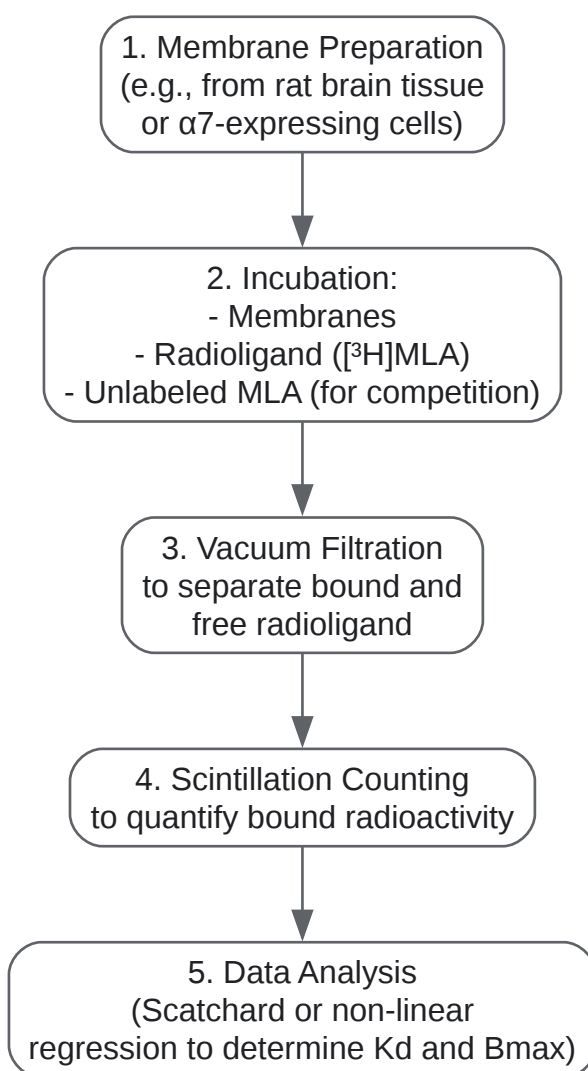 1. Membrane Preparation
(e.g., from rat brain tissue
or α7-expressing cells)
2. Incubation:
- Membranes
- Radioligand ([³H]MLA)
- Unlabeled MLA (for competition)
3. Vacuum Filtration
to separate bound and
free radioligand
4. Scintillation Counting
to quantify bound radioactivity
5. Data Analysis
(Scatchard or non-linear
regression to determine Kd and Bmax)